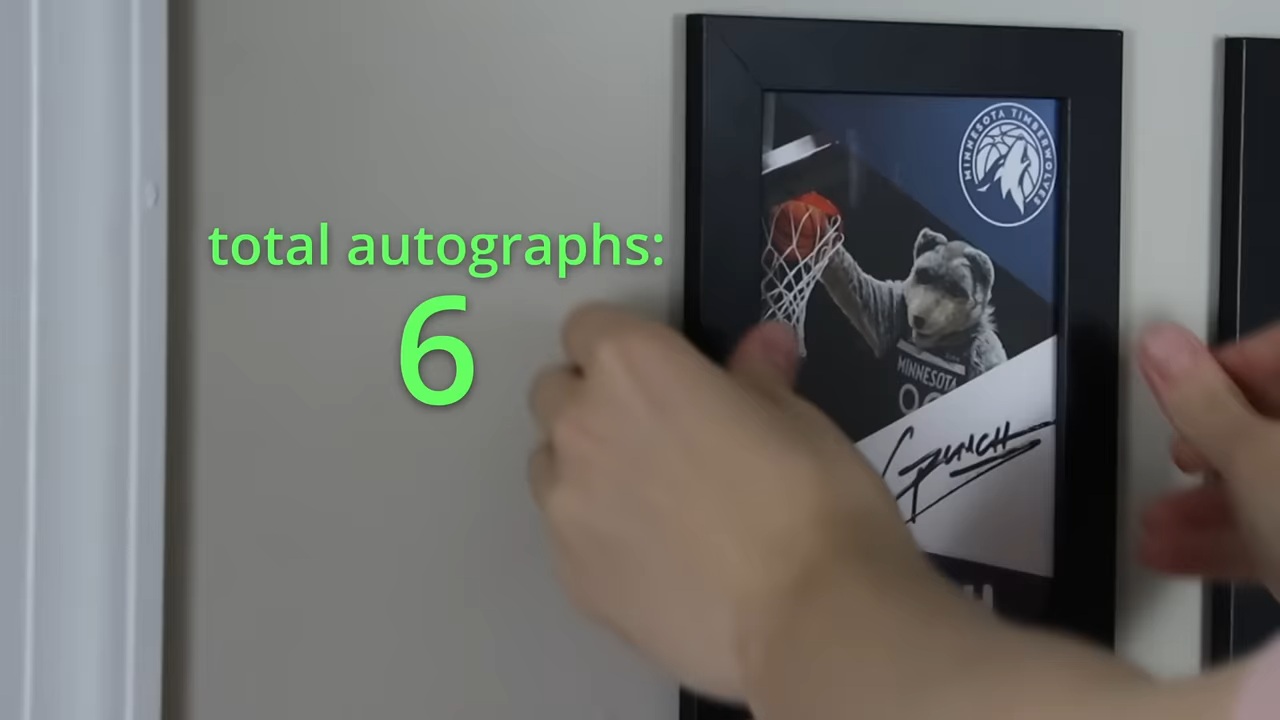 total autographs:
6
MINNESOTA TIMBERWOLVES
MINNESOTA
CRUNCH